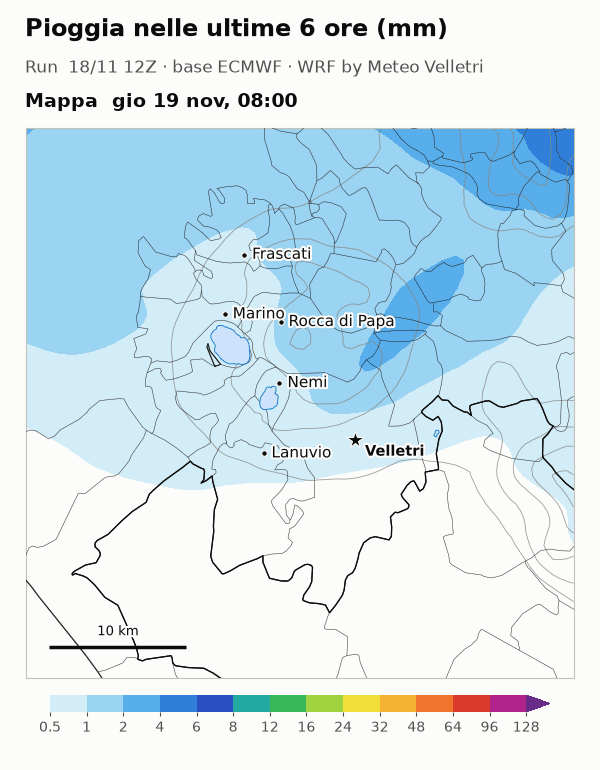 Pioggia nelle ultime 6 ore (mm)
Run  18/11 12Z · base ECMWF · WRF by Meteo Velletri
Mappa  gio 19 nov, 08:00
Frascati
Marino
Rocca di Papa
Nemi
Velletri
Lanuvio
10 km
0.5 1 2 4 6 8 12 16 24 32 48 64 96 128